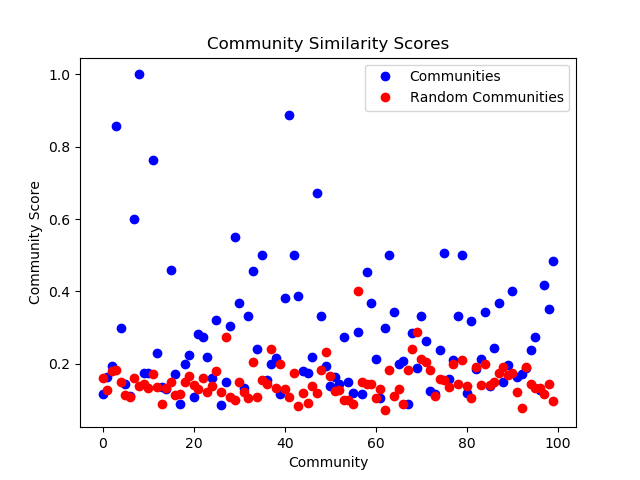 Community Similarity Scores
Communities
Random Communities
Community Score
1.0
0.8
0.6
0.4
0.2
0
20
40
60
80
100
Community